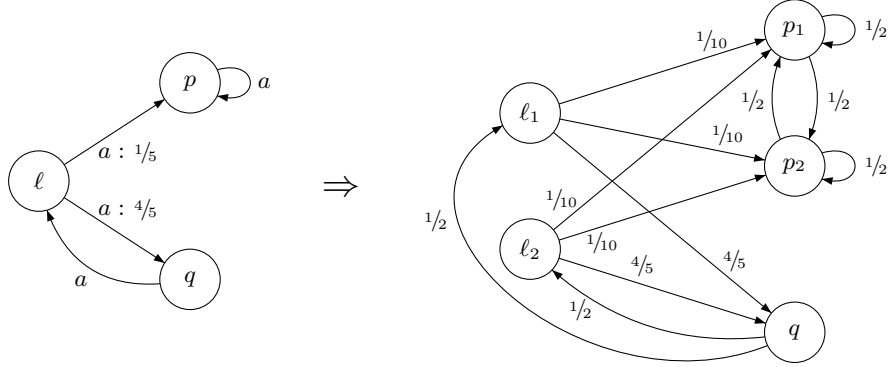 p
a
a : 1/5
ℓ
a : 4/5
a
q
⇒
p₁
1/2
1/10
1/2
1/2
ℓ₁
1/10
p₂
1/2
1/10
1/2
ℓ₂
1/10
4/5
4/5
1/2
q